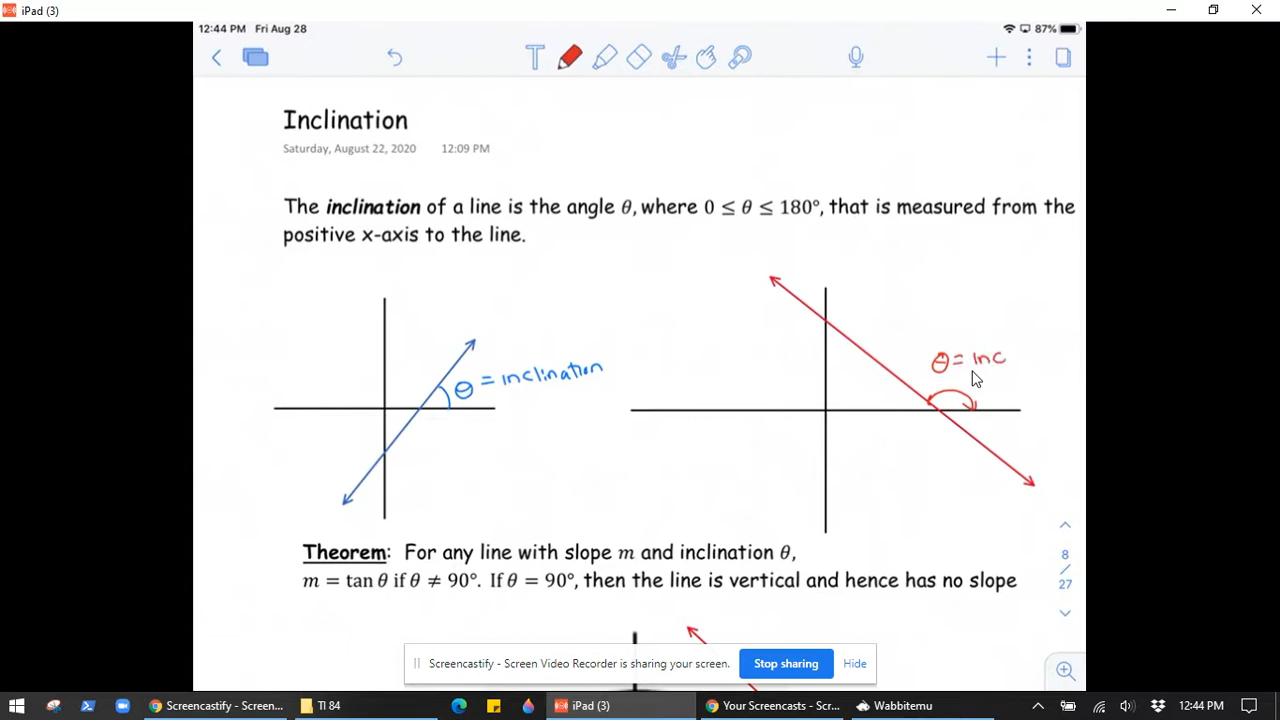 iPad (3)
12:44 PM Fri Aug 28
87%
T
Inclination
Saturday, August 22, 2020 12:09 PM
The inclination of a line is the angle θ, where 0 ≤ θ ≤ 180°, that is measured from the
positive x-axis to the line.
θ = inclination
θ = inc
Theorem: For any line with slope m and inclination θ,
m = tan θ if θ ≠ 90°. If θ = 90°, then the line is vertical and hence has no slope
8
/
27
Screencastify - Screen Video Recorder is sharing your screen. Stop sharing Hide
Screencastify - Screen... TI 84 iPad (3) Your Screencasts - Sc... Wabbitemu 12:44 PM